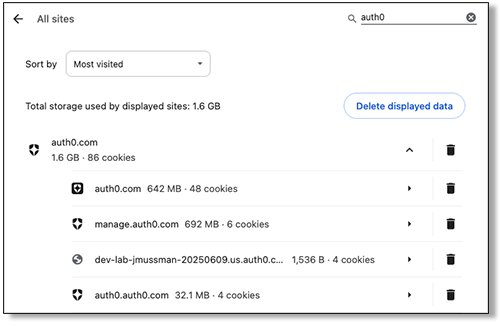 All sites
auth0
Sort by Most visited
Total storage used by displayed sites: 1.6 GB
Delete displayed data
auth0.com
1.6 GB · 86 cookies
auth0.com 642 MB · 48 cookies
manage.auth0.com 692 MB · 6 cookies
dev-lab-jmussman-20250609.us.auth0.c... 1,536 B · 4 cookies
auth0.auth0.com 32.1 MB · 4 cookies